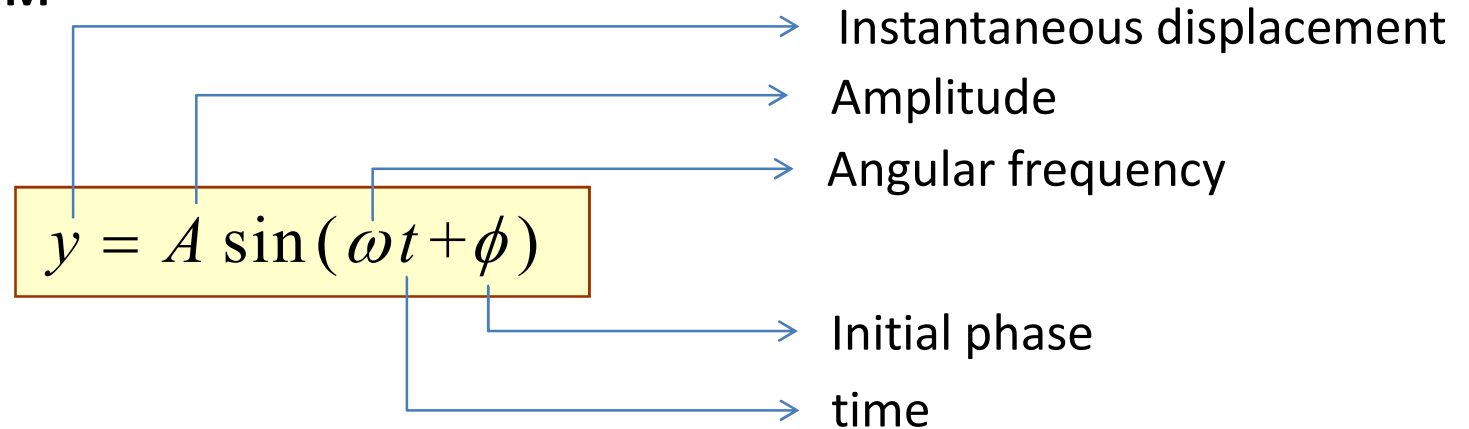 Instantaneous displacement
Amplitude
Angular frequency
y = A sin(ωt+ϕ)
Initial phase
time